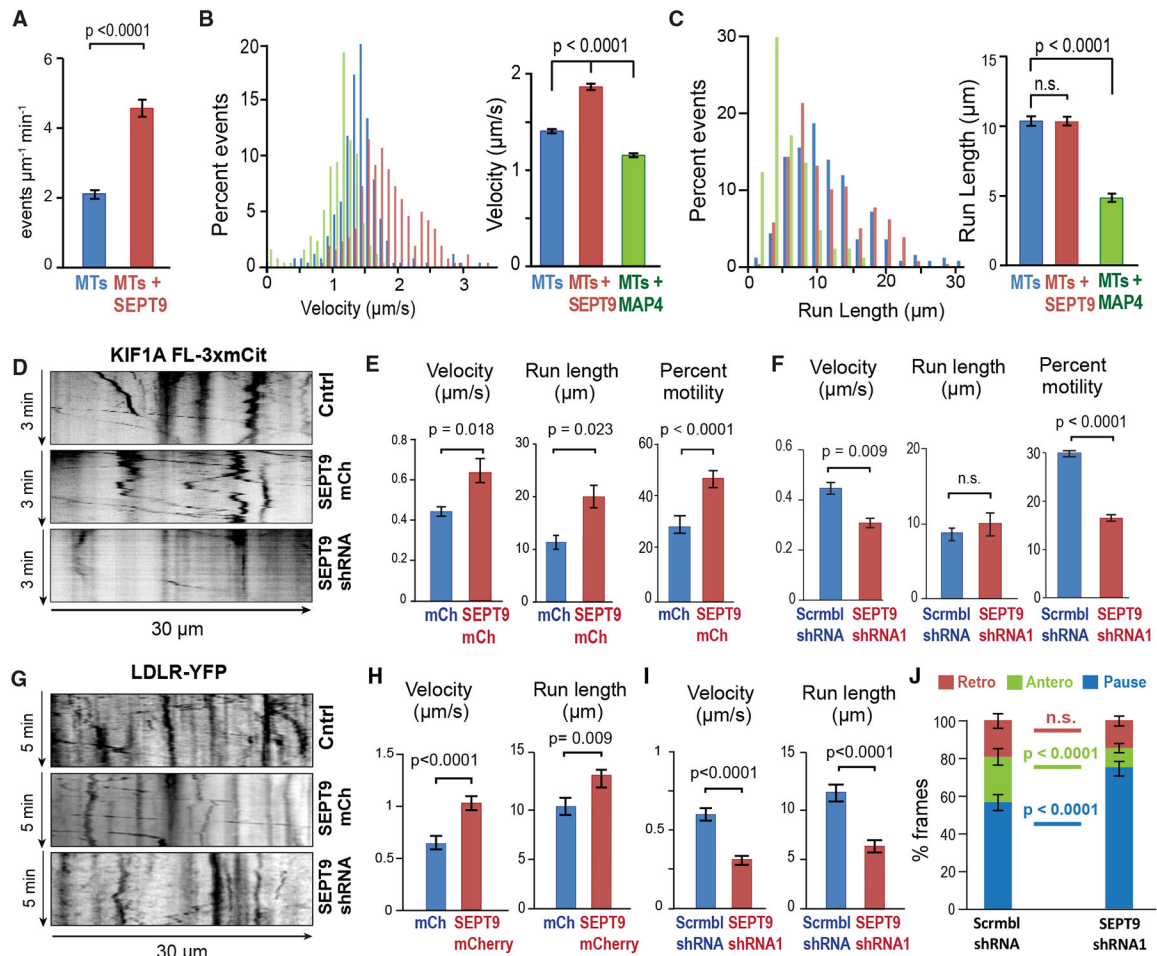 A
p <0.0001
events µm⁻¹ min⁻¹
6
4
2
0
MTs
MTs +
SEPT9
B
Percent events
20
15
10
5
0
0
1
2
3
Velocity (µm/s)
p < 0.0001
Velocity (µm/s)
2
1
0
MTs
MTs +
SEPT9
MTs +
MAP4
C
Percent events
30
20
10
0
0
10
20
30
Run Length (µm)
p < 0.0001
n.s.
Run Length (µm)
15
10
5
0
MTs
MTs +
SEPT9
MTs +
MAP4
D
KIF1A FL-3xmCit
3 min
Cntrl
3 min
SEPT9
mCh
3 min
SEPT9
shRNA
30 µm
E
Velocity
(µm/s)
p = 0.018
0.8
0.6
0.4
0.2
0
mCh
SEPT9
mCh
Run length
(µm)
p = 0.023
30
20
10
0
mCh
SEPT9
mCh
Percent
motility
p < 0.0001
60
40
20
0
mCh
SEPT9
mCh
F
Velocity
(µm/s)
p = 0.009
0.6
0.4
0.2
0
Scrmbl
shRNA
SEPT9
shRNA1
Run length
(µm)
n.s.
20
10
0
Scrmbl
shRNA
SEPT9
shRNA1
Percent
motility
p < 0.0001
30
20
10
0
Scrmbl
shRNA
SEPT9
shRNA1
G
LDLR-YFP
5 min
Cntrl
5 min
SEPT9
mCh
5 min
SEPT9
shRNA
30 µm
H
Velocity
(µm/s)
p<0.0001
1.5
1
0.5
0
mCh
SEPT9
mCherry
Run length
(µm)
p= 0.009
15
10
5
0
mCh
SEPT9
mCherry
I
Velocity
(µm/s)
p<0.0001
1
0.5
0
Scrmbl
shRNA
SEPT9
shRNA1
Run length
(µm)
p<0.0001
15
10
5
0
Scrmbl
shRNA
SEPT9
shRNA1
J
Retro
Antero
Pause
% frames
100
80
60
40
20
0
n.s.
p < 0.0001
p < 0.0001
Scrmbl
shRNA
SEPT9
shRNA1